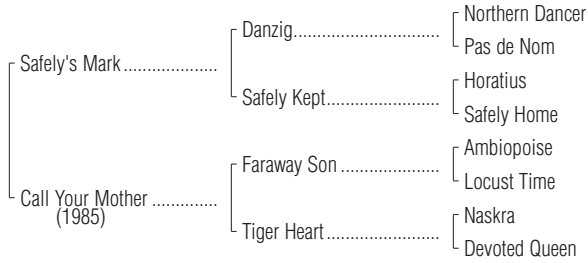 Northern Dancer
Danzig
Pas de Nom
Safely's Mark
Horatius
Safely Kept
Safely Home
Ambiopoise
Faraway Son
Locust Time
Call Your Mother
(1985)
Naskra
Tiger Heart
Devoted Queen